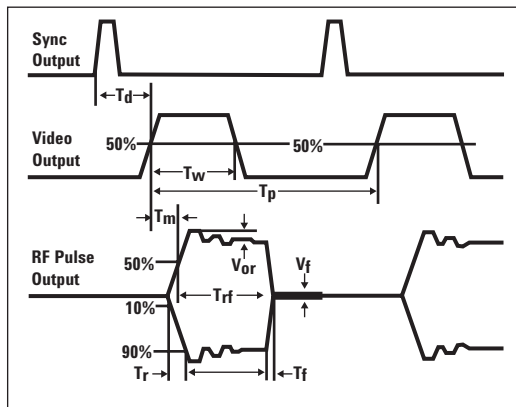 Sync
Output
Td
Video
Output
50%
50%
Tw
Tp
Tm
RF Pulse
Output
50%
Vor
Vf
Trf
10%
90%
Tr
Tf